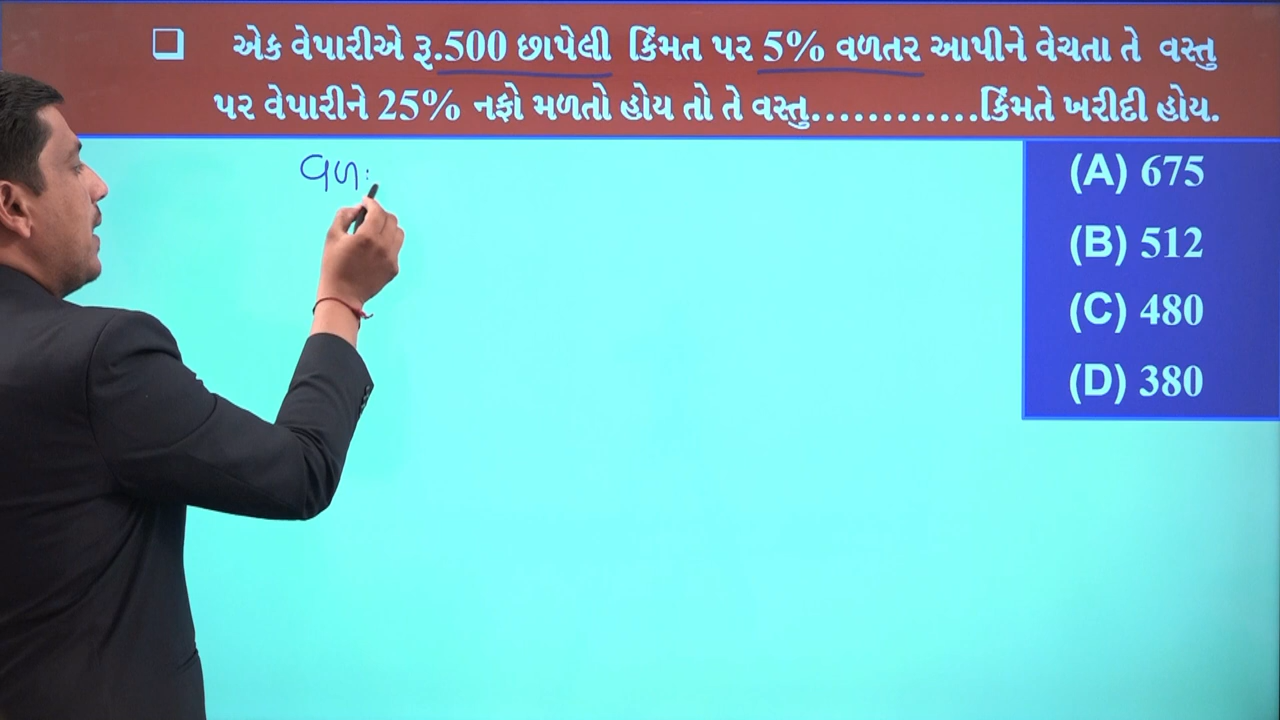 ❑ એક વેપારીએ રૂ.500 છાપેલી કિંમત પર 5% વળતર આપીને વેચતા તે વસ્તુ
પર વેપારીને 25% નફો મળતો હોય તો તે વસ્તુ............કિંમતે ખરીદી હોય.
વળ
(A) 675
(B) 512
(C) 480
(D) 380